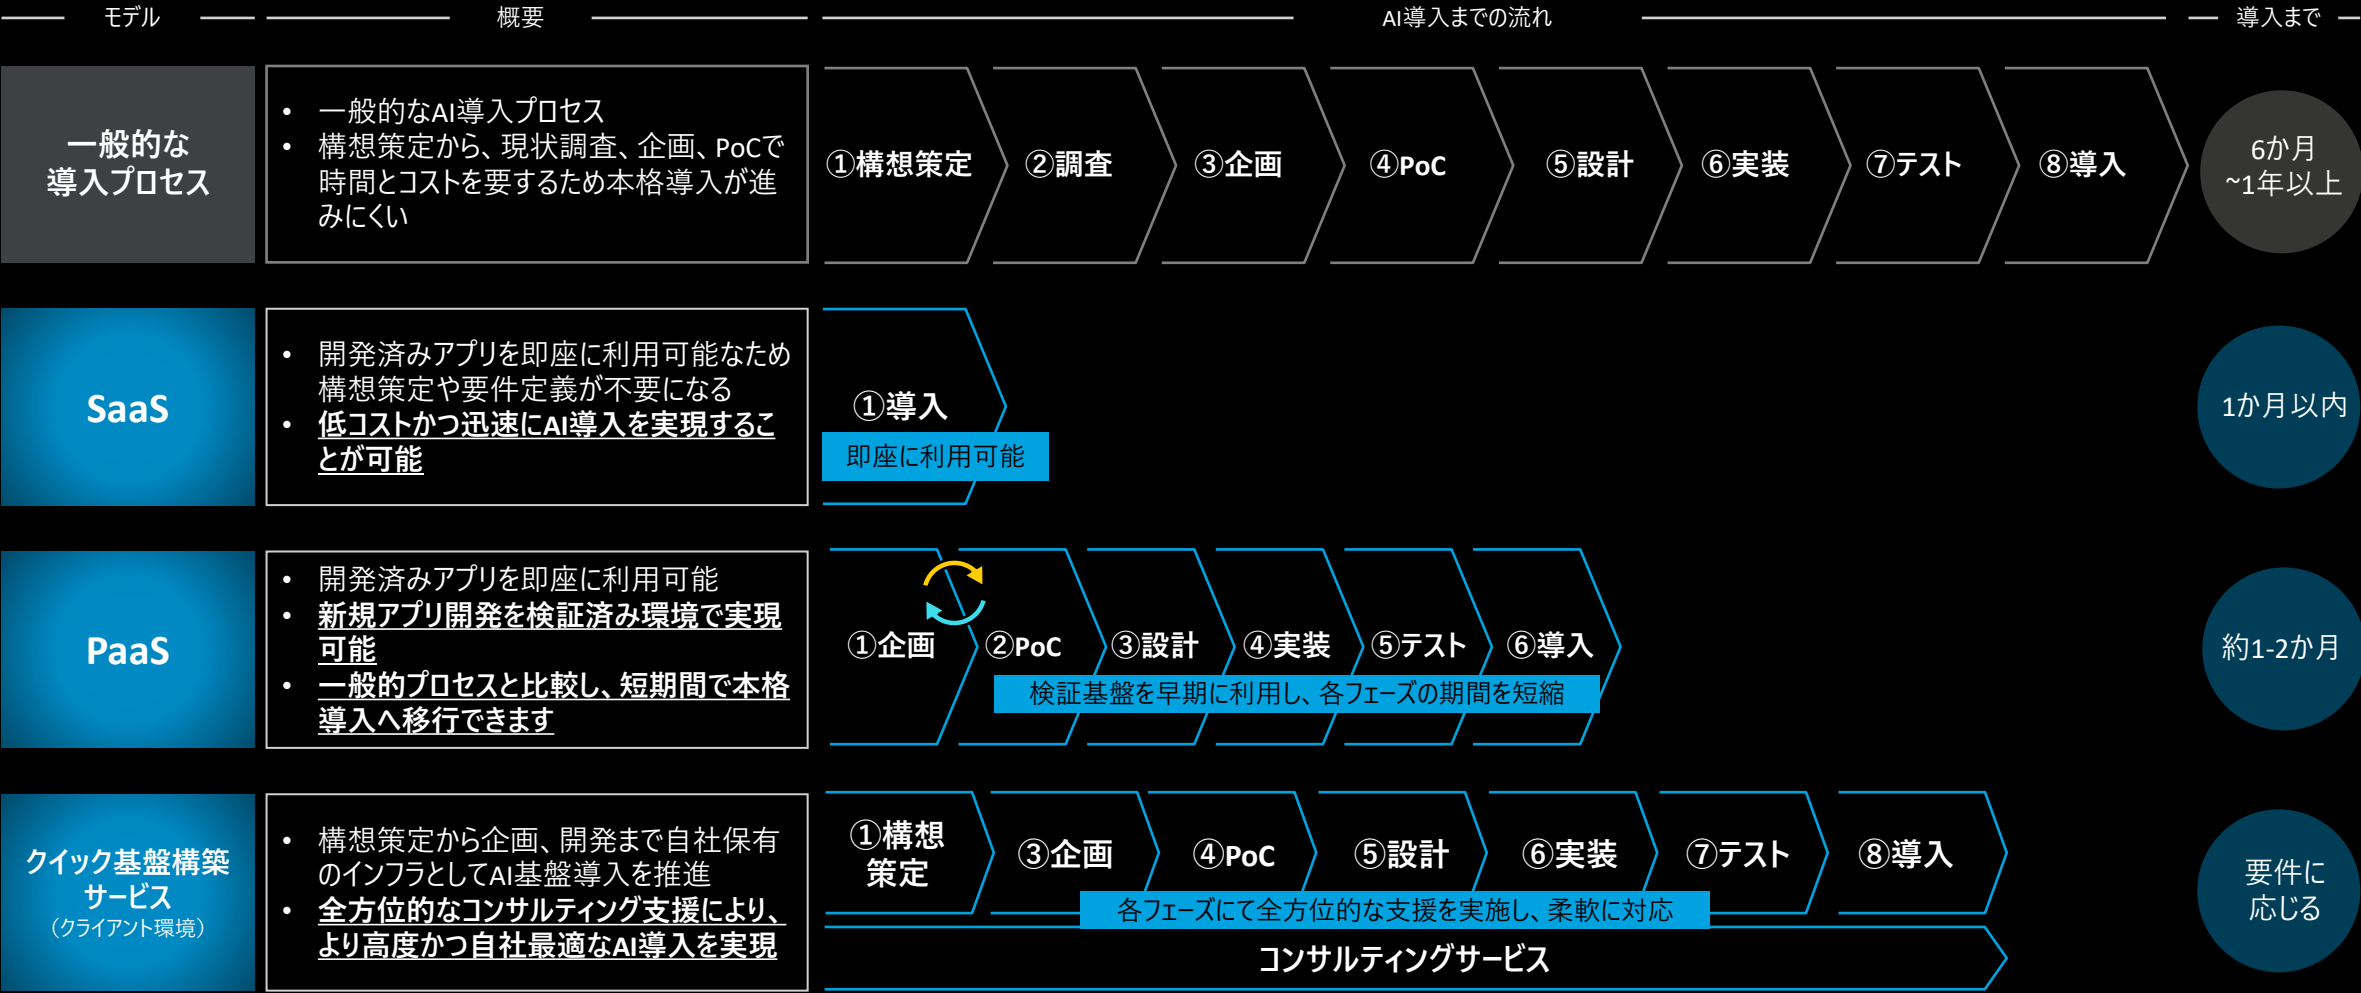 モデル
概要
AI導入までの流れ
導入まで
一般的な
導入プロセス
• 一般的なAI導入プロセス
• 構想策定から、現状調査、企画、PoCで
時間とコストを要するため本格導入が進
みにくい
①構想策定
②調査
③企画
④PoC
⑤設計
⑥実装
⑦テスト
⑧導入
6か月
~1年以上
SaaS
• 開発済みアプリを即座に利用可能なため
構想策定や要件定義が不要になる
• 低コストかつ迅速にAI導入を実現するこ
とが可能
①導入
即座に利用可能
1か月以内
PaaS
• 開発済みアプリを即座に利用可能
• 新規アプリ開発を検証済み環境で実現
可能
• 一般的プロセスと比較し、短期間で本格
導入へ移行できます
①企画
②PoC
③設計
④実装
⑤テスト
⑥導入
検証基盤を早期に利用し、各フェーズの期間を短縮
約1-2か月
クイック基盤構築
サービス
（クライアント環境）
• 構想策定から企画、開発まで自社保有
のインフラとしてAI基盤導入を推進
• 全方位的なコンサルティング支援により、
より高度かつ自社最適なAI導入を実現
①構想
策定
③企画
④PoC
⑤設計
⑥実装
⑦テスト
⑧導入
各フェーズにて全方位的な支援を実施し、柔軟に対応
コンサルティングサービス
要件に
応じる